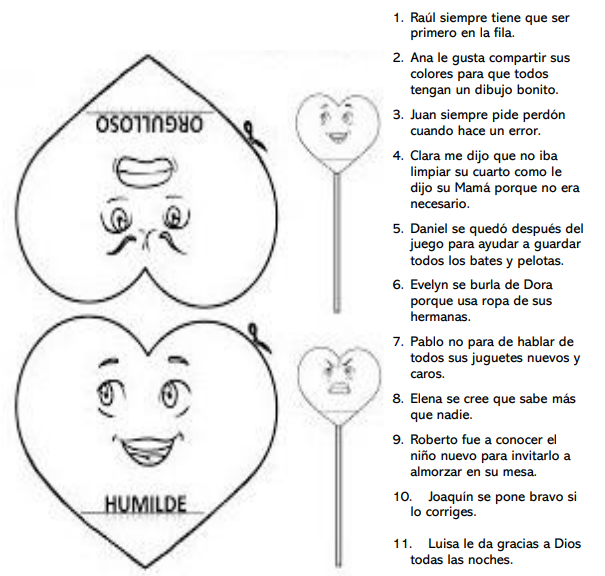 ORGULLOSO
HUMILDE
1. Raúl siempre tiene que ser
primero en la fila.
2. Ana le gusta compartir sus
colores para que todos
tengan un dibujo bonito.
3. Juan siempre pide perdón
cuando hace un error.
4. Clara me dijo que no iba
limpiar su cuarto como le
dijo su Mamá porque no era
necesario.
5. Daniel se quedó después del
juego para ayudar a guardar
todos los bates y pelotas.
6. Evelyn se burla de Dora
porque usa ropa de sus
hermanas.
7. Pablo no para de hablar de
todos sus juguetes nuevos y
caros.
8. Elena se cree que sabe más
que nadie.
9. Roberto fue a conocer el
niño nuevo para invitarlo a
almorzar en su mesa.
10. Joaquín se pone bravo si
lo corriges.
11. Luisa le da gracias a Dios
todas las noches.